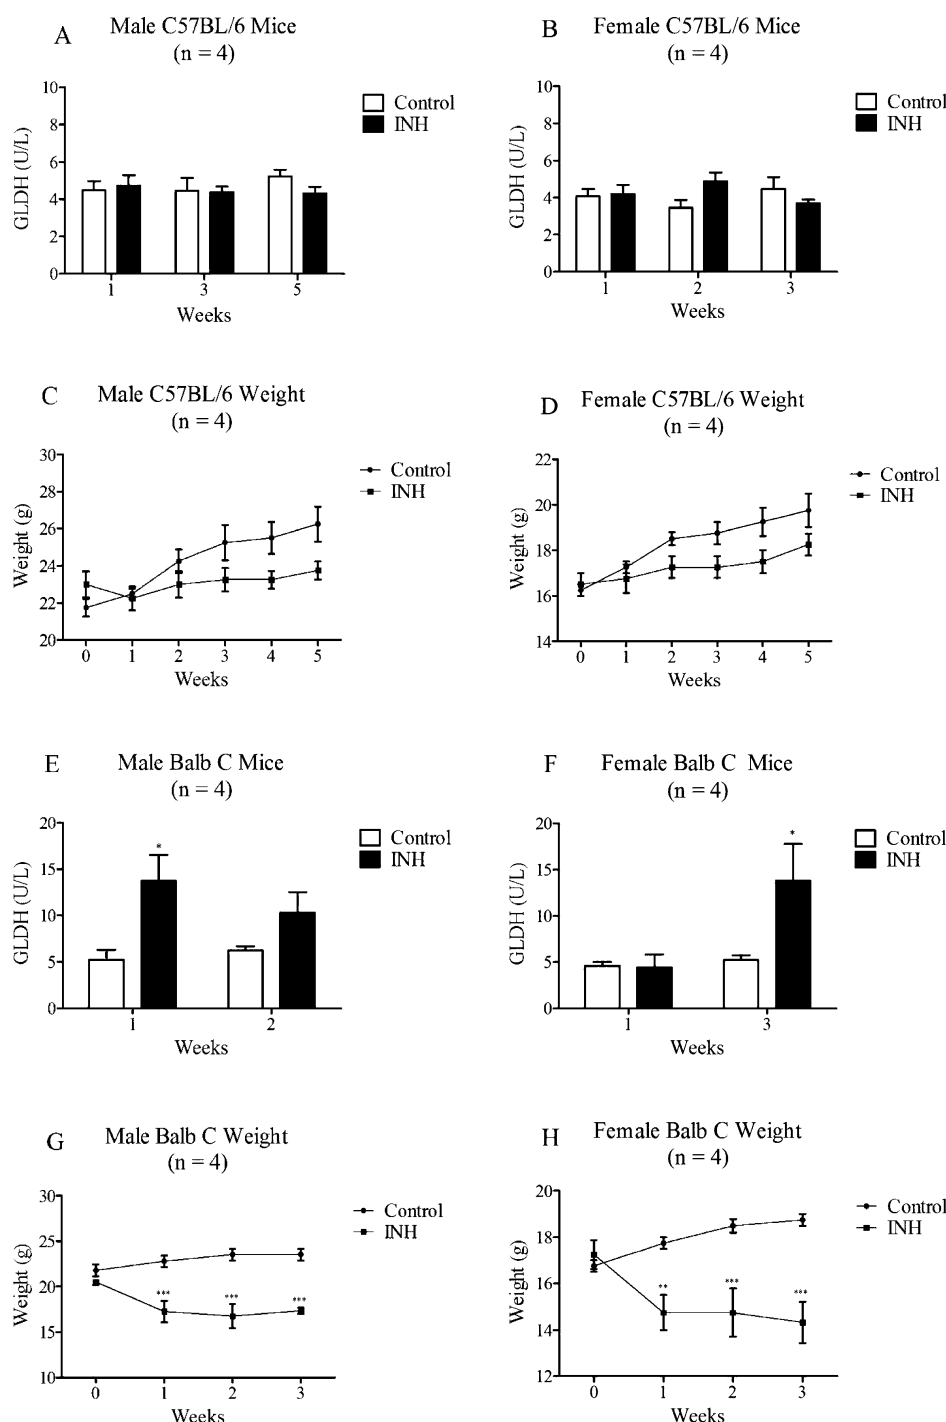 A
Male C57BL/6 Mice
(n = 4)
10
8
6
4
2
0
GLDH (U/L)
1
3
5
Weeks
Control
INH
B
Female C57BL/6 Mice
(n = 4)
10
8
6
4
2
0
GLDH (U/L)
1
2
3
Weeks
Control
INH
C
Male C57BL/6 Weight
(n = 4)
30
28
26
24
22
20
Weight (g)
0
1
2
3
4
5
Weeks
Control
INH
D
Female C57BL/6 Weight
(n = 4)
22
20
18
16
14
Weight (g)
0
1
2
3
4
5
Weeks
Control
INH
E
Male Balb C Mice
(n = 4)
20
15
10
5
0
GLDH (U/L)
*
1
2
Weeks
Control
INH
F
Female Balb C Mice
(n = 4)
20
15
10
5
0
GLDH (U/L)
*
1
3
Weeks
Control
INH
G
Male Balb C Weight
(n = 4)
30
25
20
15
10
Weight (g)
***
***
***
0
1
2
3
Weeks
Control
INH
H
Female Balb C Weight
(n = 4)
20
18
16
14
12
Weight (g)
**
***
***
0
1
2
3
Weeks
Control
INH